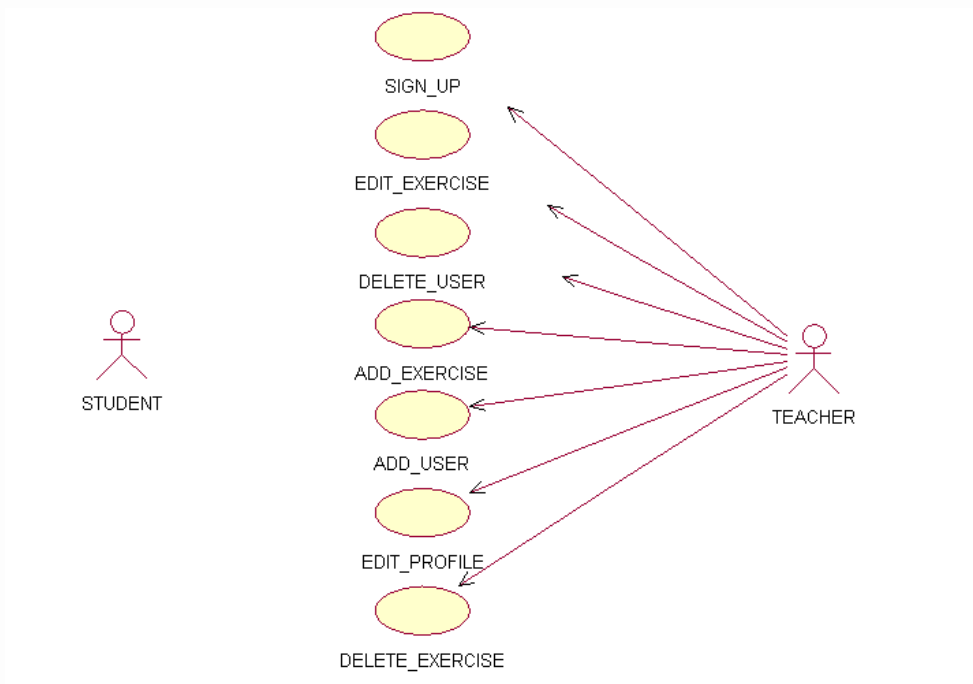 SIGN_UP
EDIT_EXERCISE
DELETE_USER
ADD_EXERCISE
STUDENT
TEACHER
ADD_USER
EDIT_PROFILE
DELETE_EXERCISE